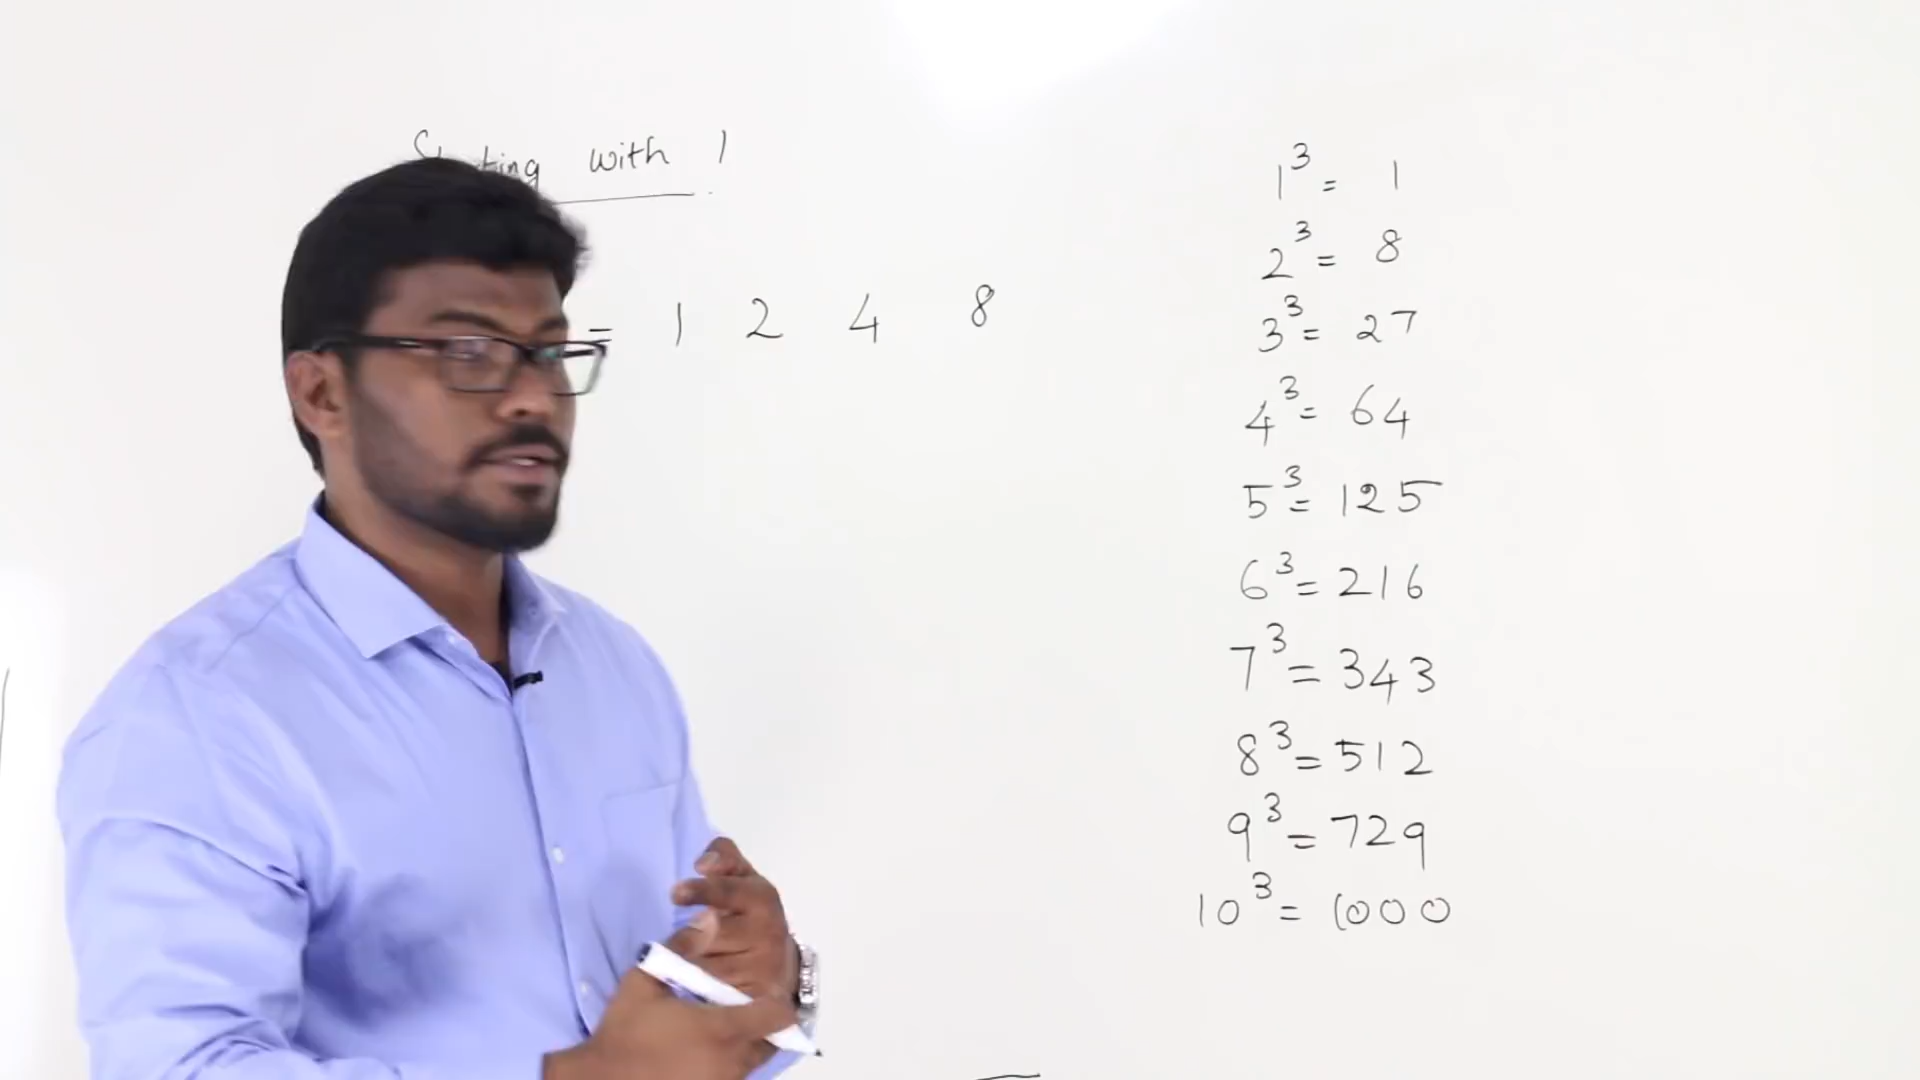 with 1
= 1 2 4 8
1³ = 1
2³ = 8
3³ = 27
4³ = 64
5³ = 125
6³ = 216
7³ = 343
8³ = 512
9³ = 729
10³ = 1000